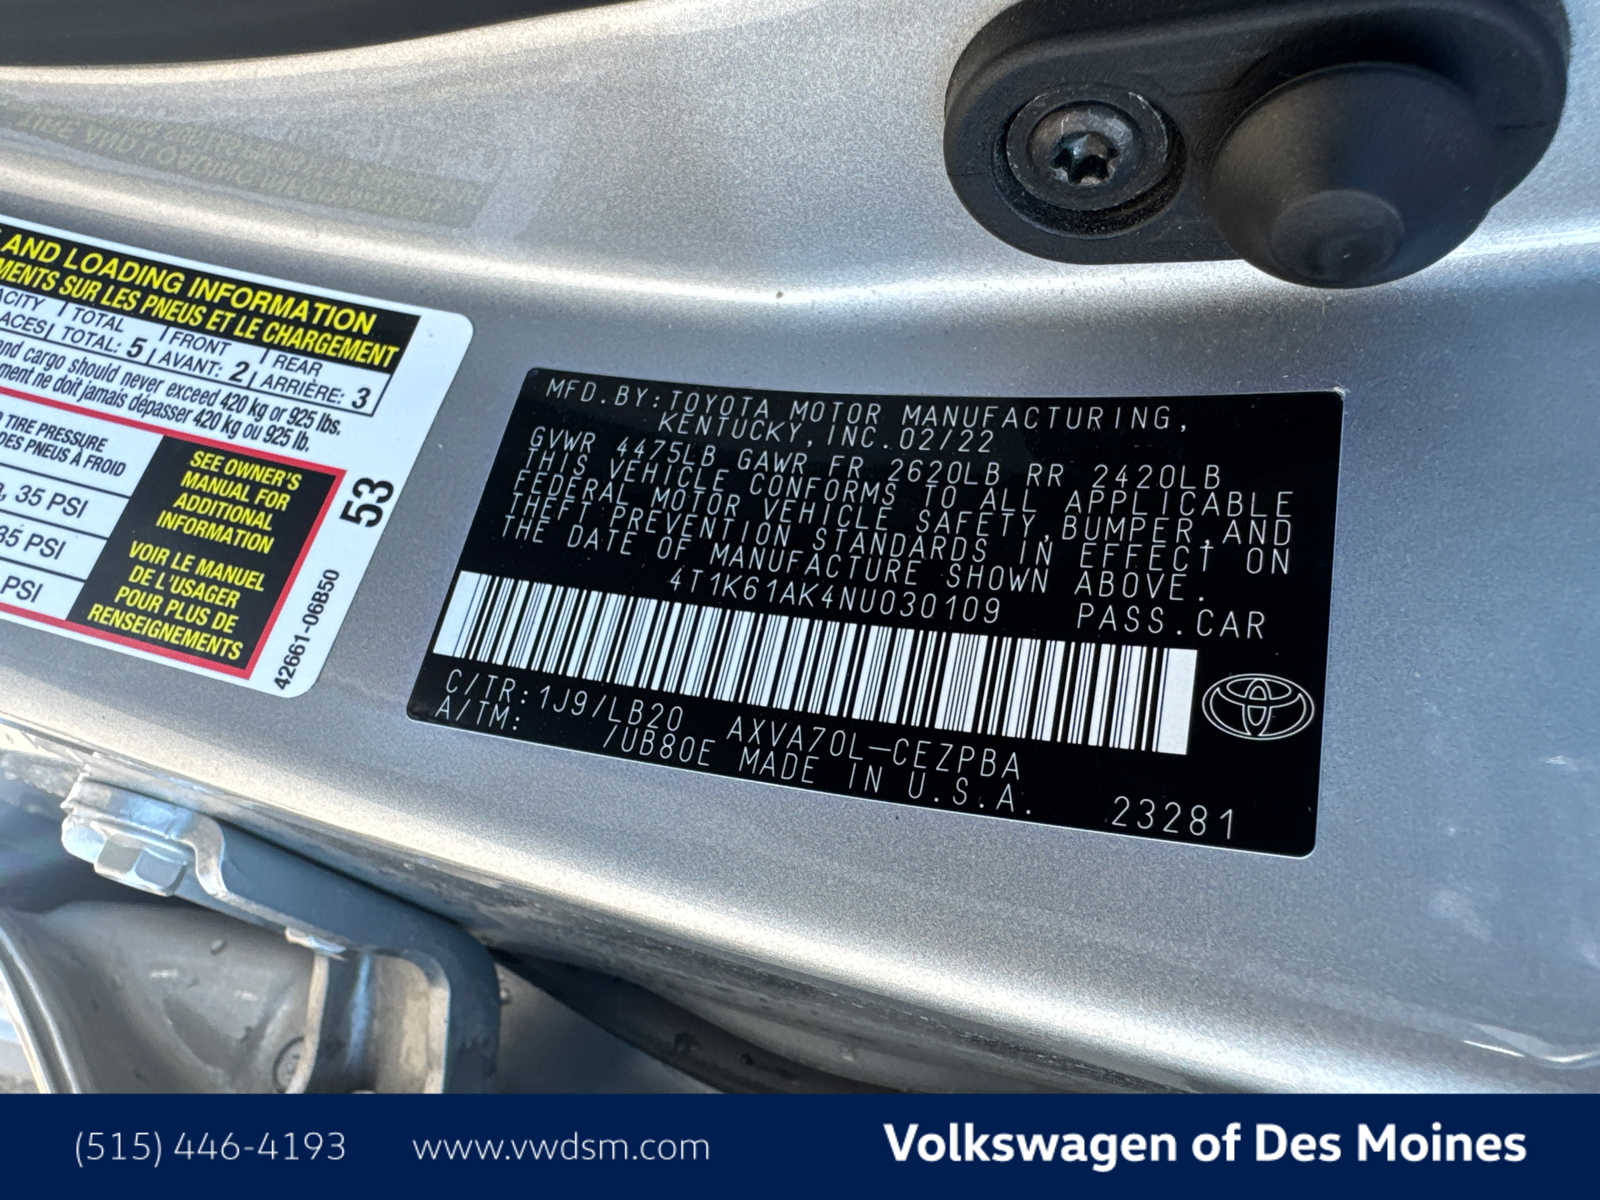 AND LOADING INFORMATION
MENTS SUR LES PNEUS ET LE CHARGEMENT
ACITY | TOTAL | FRONT | REAR
ACES | TOTAL: 5 | AVANT: 2 | ARRIÈRE: 3
and cargo should never exceed 420 kg or 925 lbs.
ment ne doit jamais dépasser 420 kg ou 925 lb.
TIRE PRESSURE
DES PNEUS À FROID
, 35 PSI
35 PSI
PSI
SEE OWNER'S
MANUAL FOR
ADDITIONAL
INFORMATION
VOIR LE MANUEL
DE L'USAGER
POUR PLUS DE
RENSEIGNEMENTS
53
42661-06B50
MFD.BY:TOYOTA MOTOR MANUFACTURING,
KENTUCKY,INC.02/22
GVWR 4475LB GAWR FR 2620LB RR 2420LB
THIS VEHICLE CONFORMS TO ALL APPLICABLE
FEDERAL MOTOR VEHICLE SAFETY,BUMPER,AND
THEFT PREVENTION STANDARDS IN EFFECT ON
THE DATE OF MANUFACTURE SHOWN ABOVE.
4T1K61AK4NU030109 PASS.CAR
C/TR:1J9/LB20 AXVA70L-CEZPBA
A/TM: /UB80E MADE IN U.S.A.
23281
(515) 446-4193 www.vwdsm.com Volkswagen of Des Moines